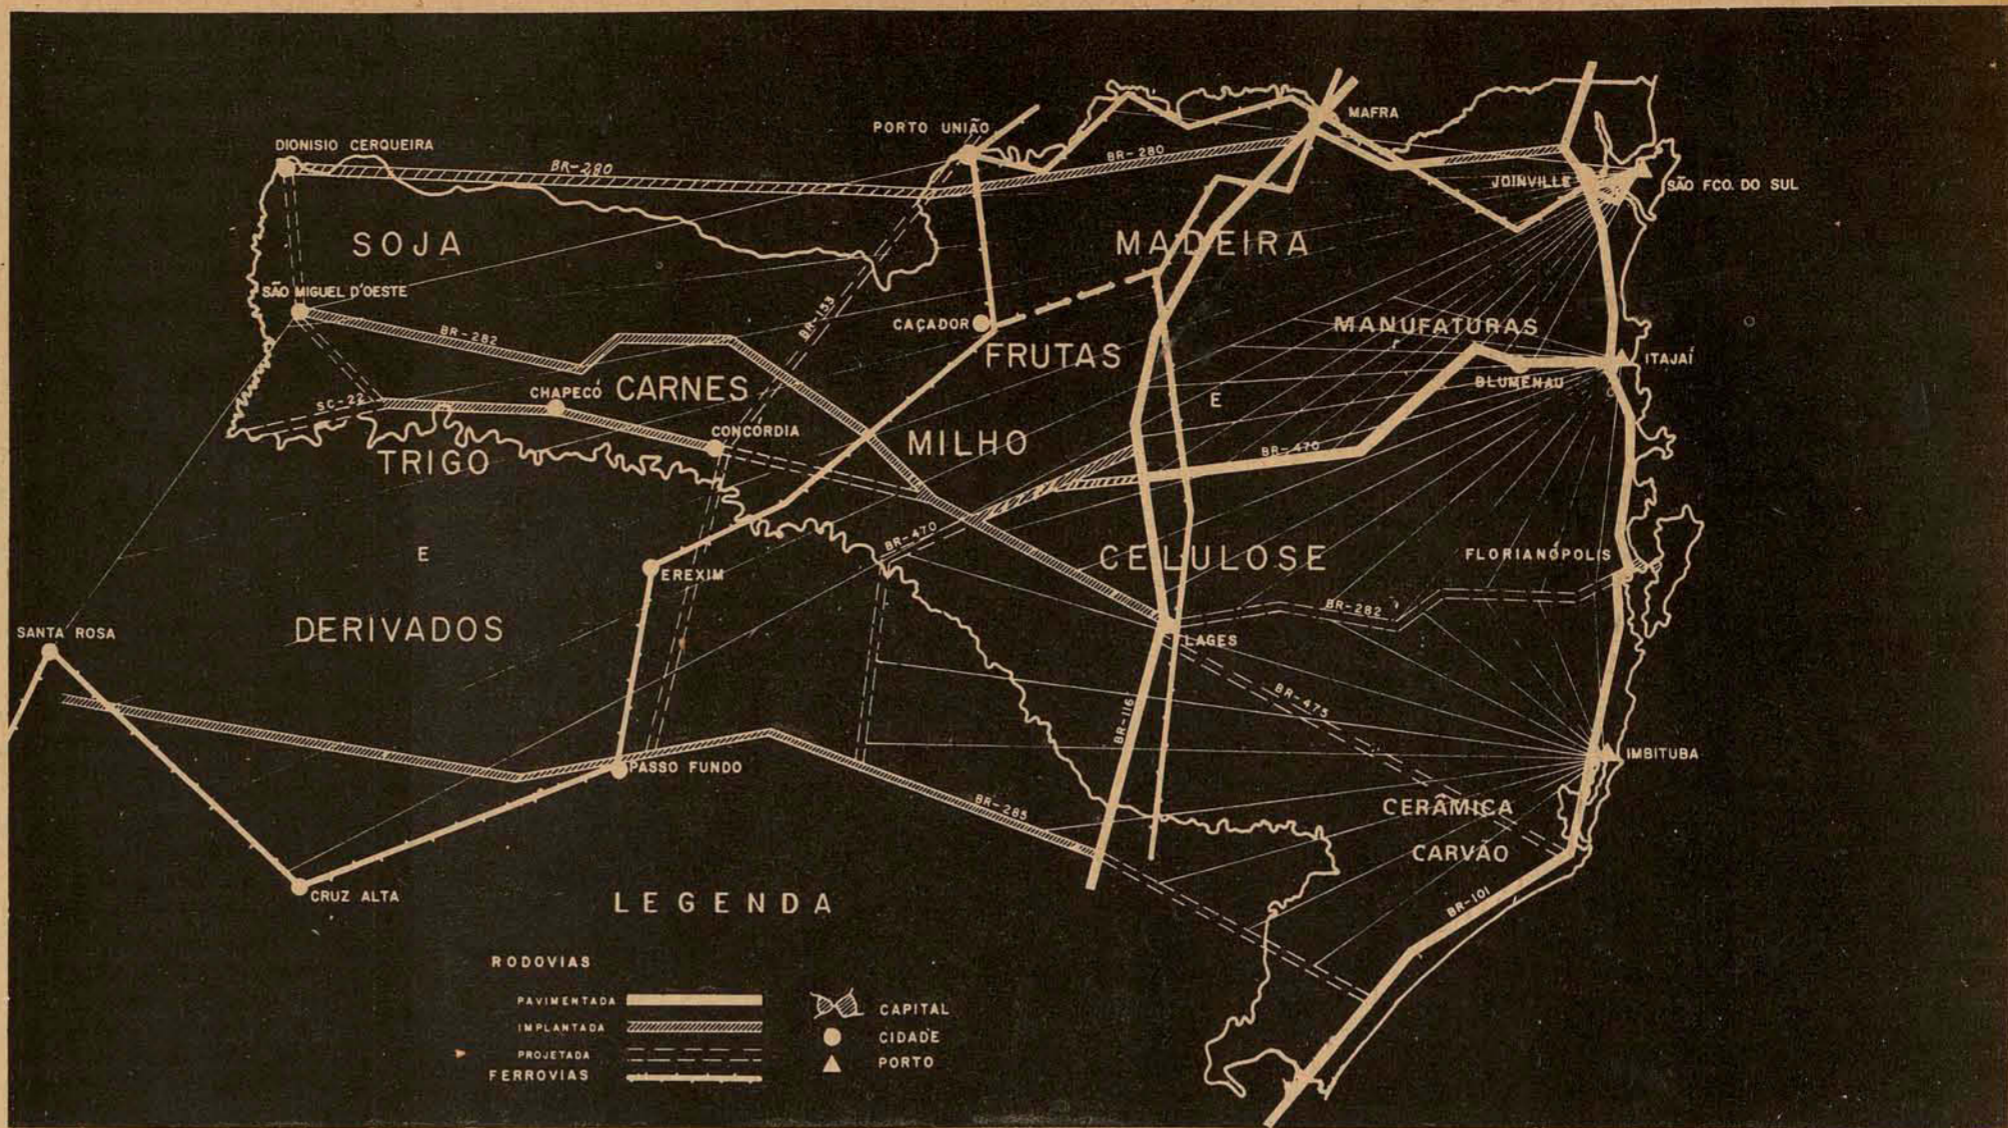 MAFRA
PORTO UNIÃO
DIONISIO CERQUEIRA
BR-280
BR-280
JOINVILLE
SÃO FCO. DO SUL
SOJA
MADEIRA
SÃO MIGUEL D'OESTE
BR-282
BR-153
CAÇADOR
MANUFATURAS
FRUTAS
ITAJAÍ
BLUMENAU
CHAPECÓ
CARNES
SC-22
E
CONCÓRDIA
MILHO
TRIGO
BR-470
BR-470
E
EREXIM
CELULOSE
FLORIANÓPOLIS
BR-282
DERIVADOS
SANTA ROSA
LAGES
BR-475
BR-116
IMBITUBA
PASSO FUNDO
BR-285
CERÂMICA
CARVÃO
CRUZ ALTA
BR-101
LEGENDA
RODOVIAS
PAVIMENTADA
IMPLANTADA
PROJETADA
FERROVIAS
CAPITAL
CIDADE
PORTO